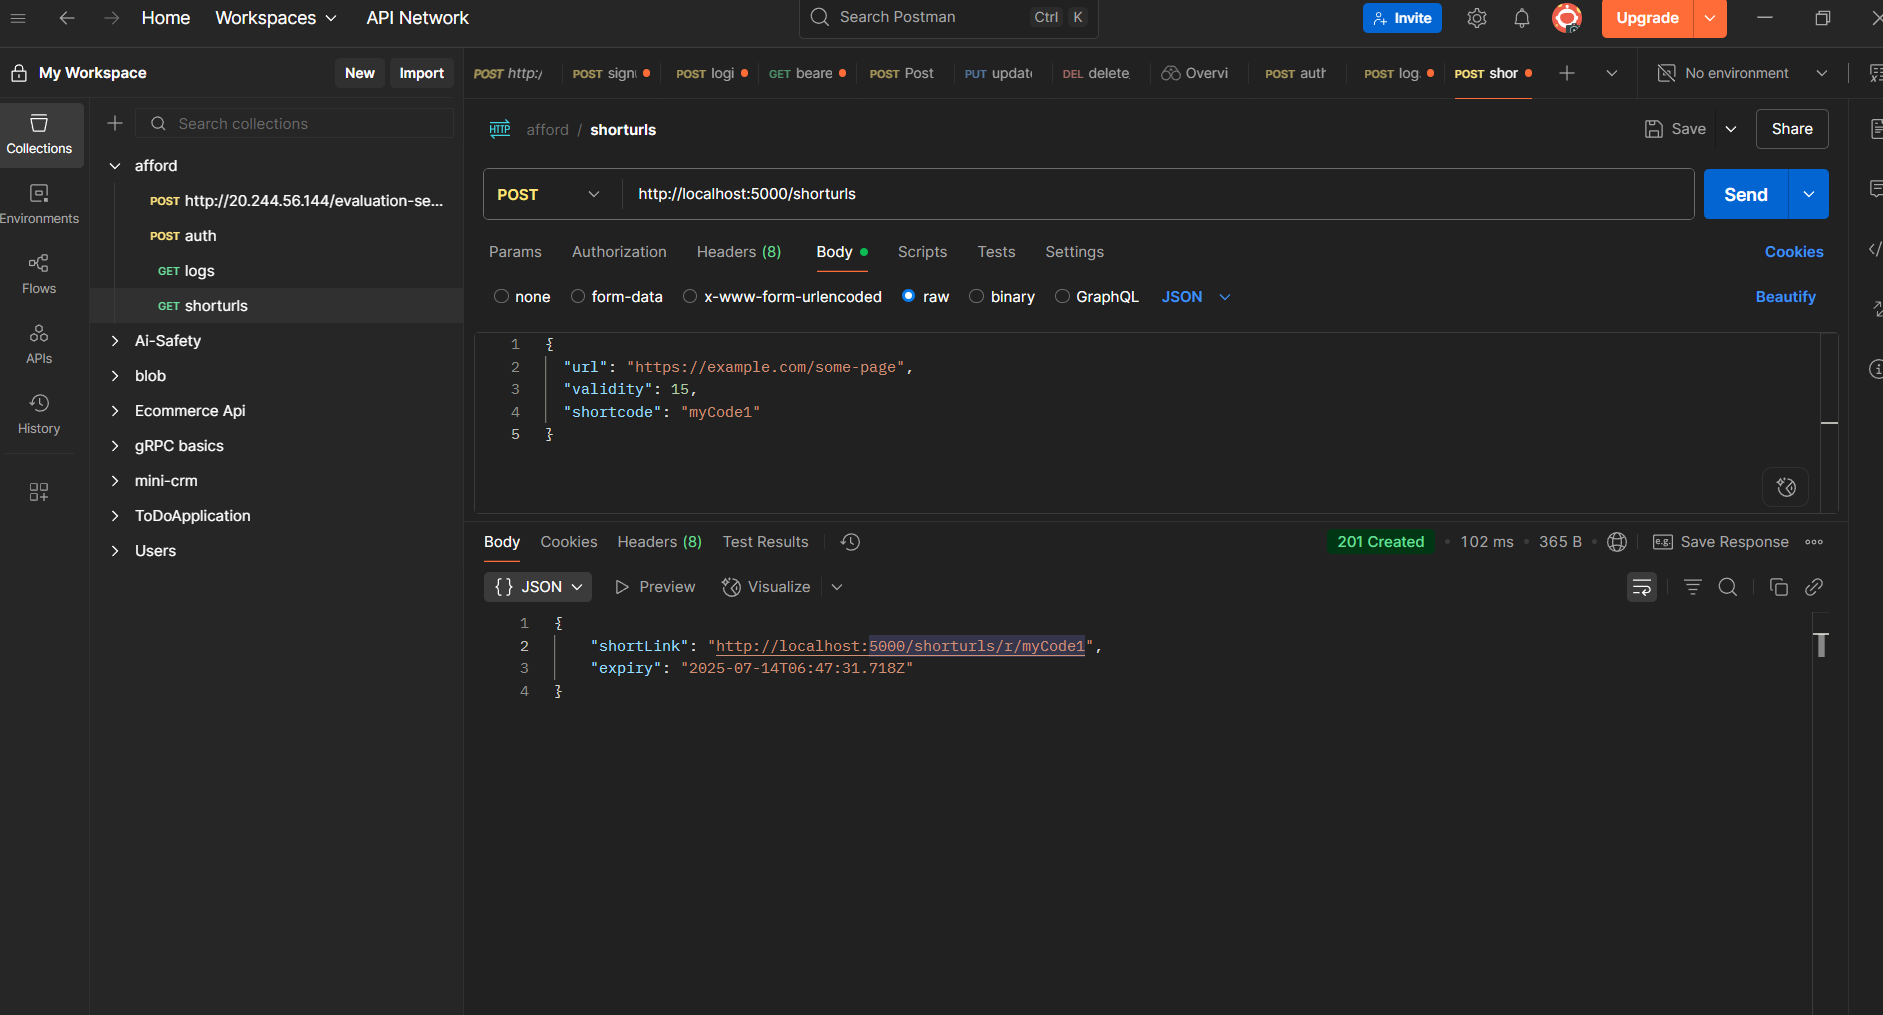 Home Workspaces API Network Search Postman Ctrl K Invite Upgrade
My Workspace New Import POST http:/ POST sign POST logi GET beare POST Post PUT updat DEL delete Overvi POST auth POST log. POST shor No environment
Collections
Environments
Flows
APIs
History
Search collections
afford
POST http://20.244.56.144/evaluation-se...
POST auth
GET logs
GET shorturls
Ai-Safety
blob
Ecommerce Api
gRPC basics
mini-crm
ToDoApplication
Users
HTTP afford / shorturls Save Share
POST http://localhost:5000/shorturls Send
Params Authorization Headers (8) Body Scripts Tests Settings Cookies
none form-data x-www-form-urlencoded raw binary GraphQL JSON Beautify
1 {
2 "url": "https://example.com/some-page",
3 "validity": 15,
4 "shortcode": "myCode1"
5 }
Body Cookies Headers (8) Test Results 201 Created 102 ms 365 B e.g. Save Response
{} JSON Preview Visualize
1 {
2 "shortLink": "http://localhost:5000/shorturls/r/myCode1",
3 "expiry": "2025-07-14T06:47:31.718Z"
4 }